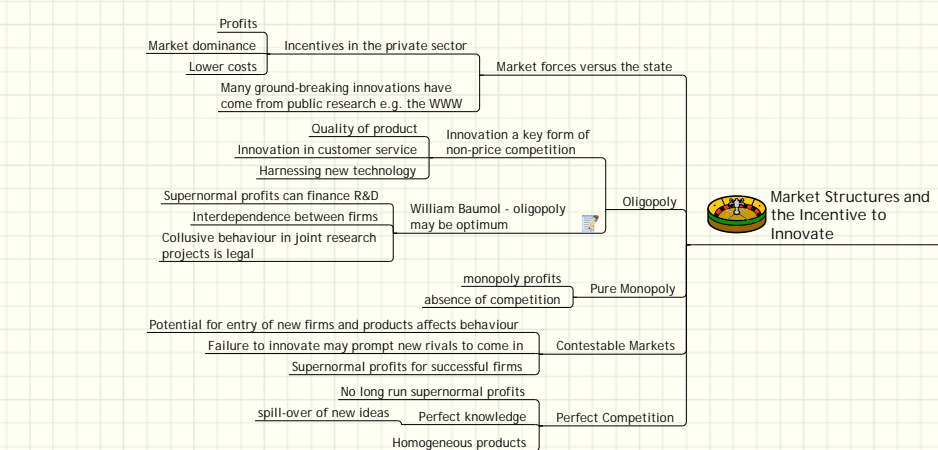 Profits
Market dominance
Lower costs
Incentives in the private sector
Many ground-breaking innovations have
come from public research e.g. the WWW
Market forces versus the state
Quality of product
Innovation in customer service
Harnessing new technology
Innovation a key form of
non-price competition
Supernormal profits can finance R&D
Interdependence between firms
Collusive behaviour in joint research
projects is legal
William Baumol - oligopoly
may be optimum
Oligopoly
Market Structures and
the Incentive to
Innovate
monopoly profits
absence of competition
Pure Monopoly
Potential for entry of new firms and products affects behaviour
Failure to innovate may prompt new rivals to come in
Supernormal profits for successful firms
Contestable Markets
No long run supernormal profits
spill-over of new ideas
Perfect knowledge
Homogeneous products
Perfect Competition